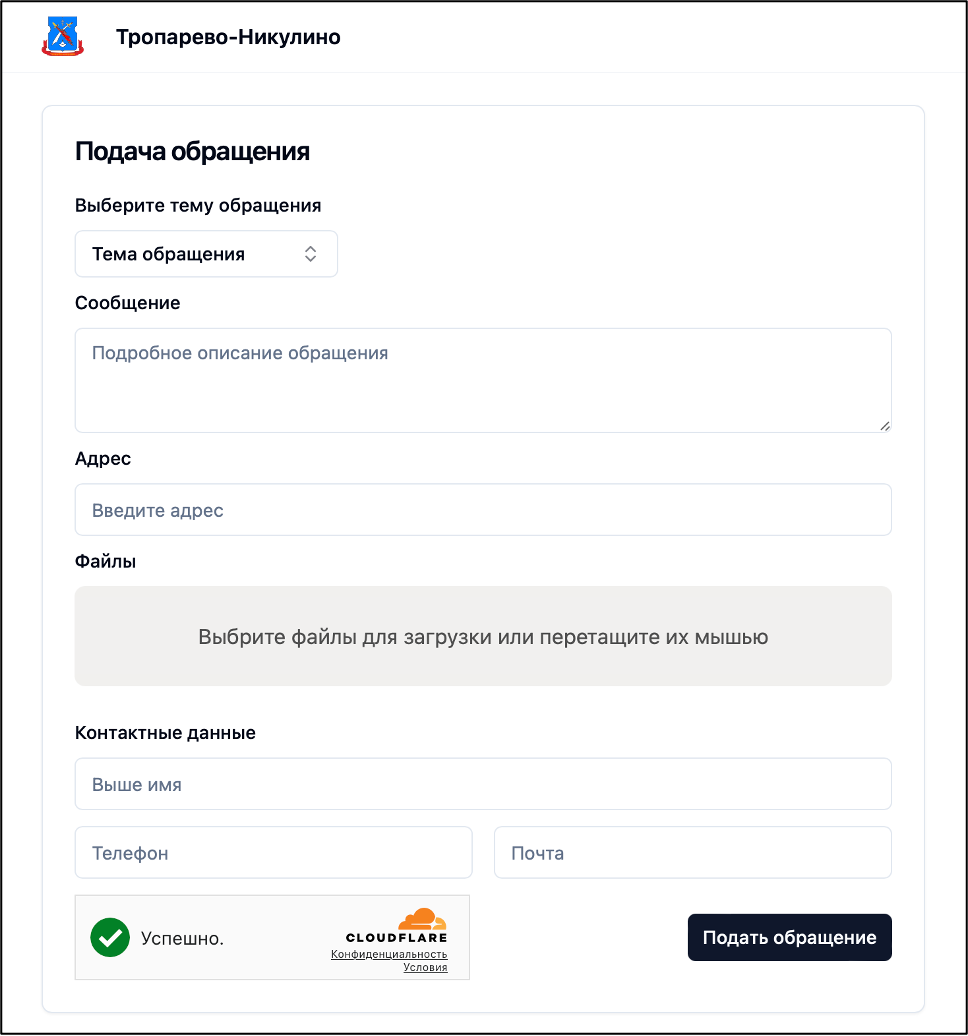 Тропарево-Никулино
Подача обращения
Выберите тему обращения
Тема обращения
Сообщение
Подробное описание обращения
Адрес
Введите адрес
Файлы
Выбрите файлы для загрузки или перетащите их мышью
Контактные данные
Выше имя
Телефон
Почта
Успешно.
CLOUDFLARE
Конфиденциальность
Условия
Подать обращение